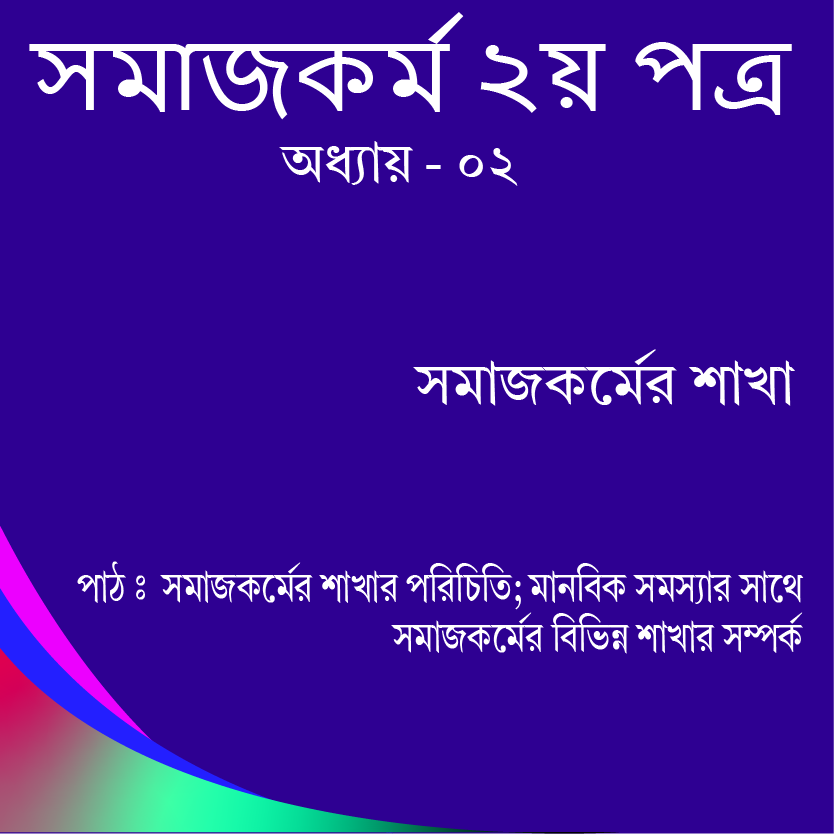 সমাজকর্ম ২য় পত্র
অধ্যায় - ০২
সমাজকর্মের শাখা
পাঠ ঃ সমাজকর্মের শাখার পরিচিতি; মানবিক সমস্যার সাথে
সমাজকর্মের বিভিন্ন শাখার সম্পর্ক